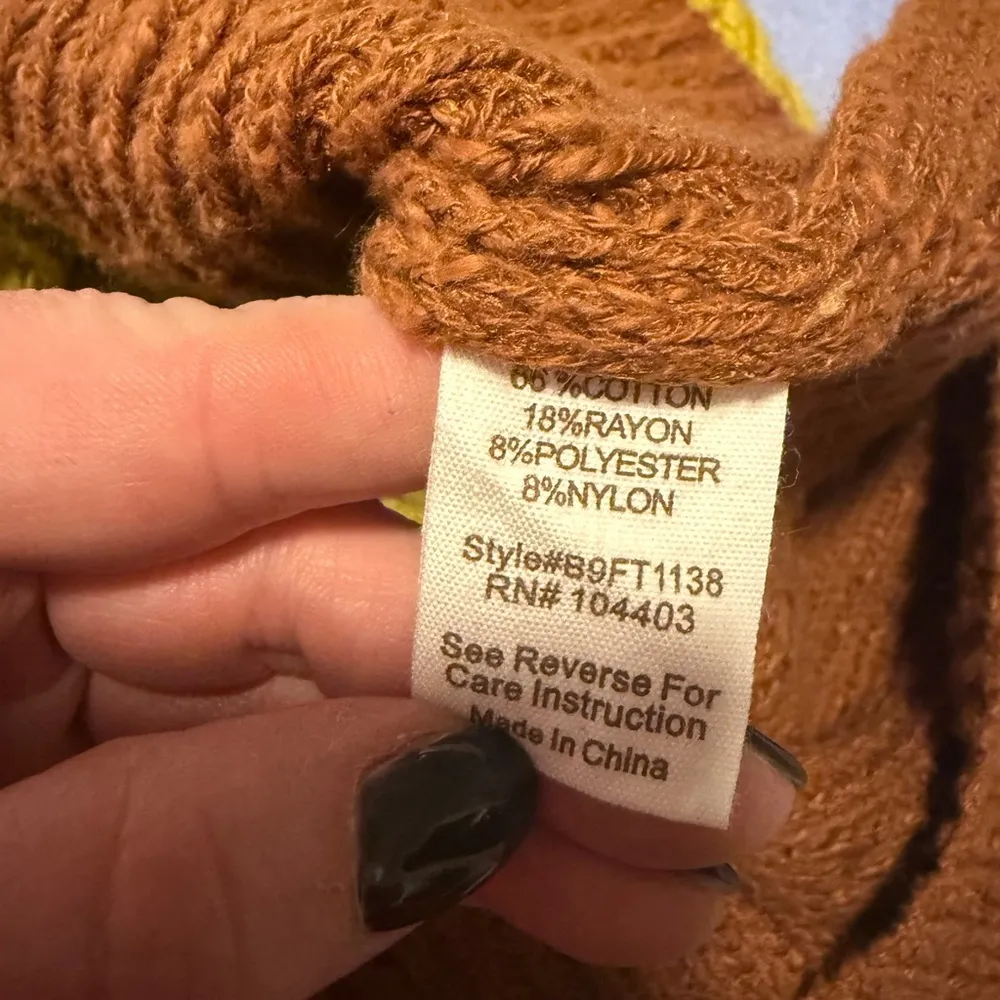 66 %COTTON
18%RAYON
8%POLYESTER
8%NYLON
Style#B9FT1138
RN# 104403
See Reverse For
Care Instruction
Made In China